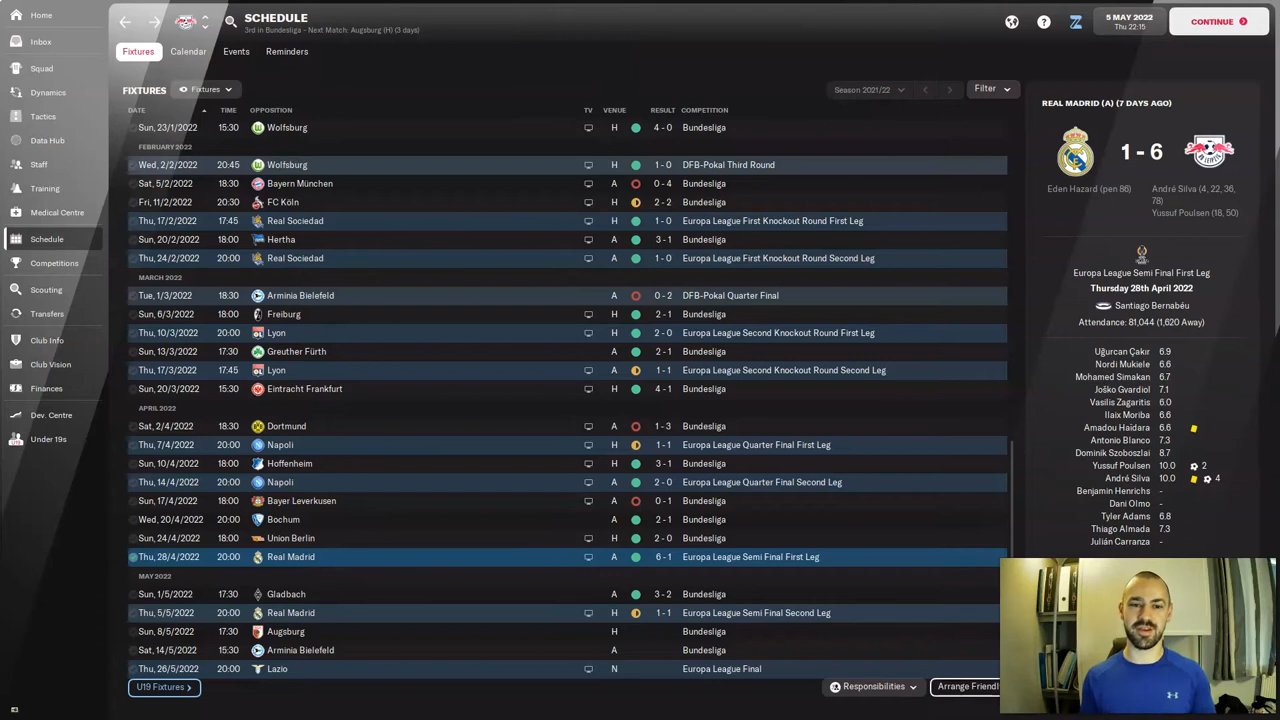 Home
Inbox
Squad
Dynamics
Tactics
Data Hub
Staff
Training
Medical Centre
Schedule
Competitions
Scouting
Transfers
Club Info
Club Vision
Finances
Dev. Centre
Under 19s
SCHEDULE
3rd in Bundesliga - Next Match: Augsburg (H) (3 days)
5 MAY 2022
Thu 22:15
CONTINUE
Fixtures Calendar Events Reminders
FIXTURES Fixtures Season 2021/22 Filter
DATE TIME OPPOSITION TV VENUE RESULT COMPETITION
Sun, 23/1/2022 15:30 Wolfsburg H 4 - 0 Bundesliga
FEBRUARY 2022
Wed, 2/2/2022 20:45 Wolfsburg H 1 - 0 DFB-Pokal Third Round
Sat, 5/2/2022 18:30 Bayern München A 0 - 4 Bundesliga
Fri, 11/2/2022 20:30 FC Köln H 2 - 2 Bundesliga
Thu, 17/2/2022 17:45 Real Sociedad H 1 - 0 Europa League First Knockout Round First Leg
Sun, 20/2/2022 18:00 Hertha A 3 - 1 Bundesliga
Thu, 24/2/2022 20:00 Real Sociedad A 1 - 0 Europa League First Knockout Round Second Leg
MARCH 2022
Tue, 1/3/2022 18:30 Arminia Bielefeld A 0 - 2 DFB-Pokal Quarter Final
Sun, 6/3/2022 18:00 Freiburg H 2 - 1 Bundesliga
Thu, 10/3/2022 20:00 Lyon H 2 - 0 Europa League Second Knockout Round First Leg
Sun, 13/3/2022 17:30 Greuther Fürth A 2 - 1 Bundesliga
Thu, 17/3/2022 17:45 Lyon A 1 - 1 Europa League Second Knockout Round Second Leg
Sun, 20/3/2022 15:30 Eintracht Frankfurt H 4 - 1 Bundesliga
APRIL 2022
Sat, 2/4/2022 18:30 Dortmund A 1 - 3 Bundesliga
Thu, 7/4/2022 20:00 Napoli H 1 - 1 Europa League Quarter Final First Leg
Sun, 10/4/2022 18:00 Hoffenheim H 3 - 1 Bundesliga
Thu, 14/4/2022 20:00 Napoli A 2 - 0 Europa League Quarter Final Second Leg
Sun, 17/4/2022 18:00 Bayer Leverkusen A 0 - 1 Bundesliga
Wed, 20/4/2022 20:00 Bochum A 2 - 1 Bundesliga
Sun, 24/4/2022 18:00 Union Berlin H 2 - 0 Bundesliga
Thu, 28/4/2022 20:00 Real Madrid A 6 - 1 Europa League Semi Final First Leg
MAY 2022
Sun, 1/5/2022 17:30 Gladbach A 3 - 2 Bundesliga
Thu, 5/5/2022 20:00 Real Madrid H 1 - 1 Europa League Semi Final Second Leg
Sun, 8/5/2022 17:30 Augsburg H Bundesliga
Sat, 14/5/2022 15:30 Arminia Bielefeld A Bundesliga
Thu, 26/5/2022 20:00 Lazio N Europa League Final
U19 Fixtures Responsibilities Arrange Friendl
REAL MADRID (A) (7 DAYS AGO)
1 - 6
Eden Hazard (pen 86)
André Silva (4, 22, 36,
78)
Yussuf Poulsen (18, 50)
Europa League Semi Final First Leg
Thursday 28th April 2022
Santiago Bernabéu
Attendance: 81,044 (1,620 Away)
Uğurcan Çakır 6.9
Nordi Mukiele 6.6
Mohamed Simakan 6.7
Joško Gvardiol 7.1
Vasilis Zagaritis 6.0
Ilaix Moriba 6.6
Amadou Haidara 6.6
Antonio Blanco 7.3
Dominik Szoboszlai 8.7
Yussuf Poulsen 10.0 2
André Silva 10.0 4
Benjamin Henrichs -
Dani Olmo -
Tyler Adams 6.8
Thiago Almada 7.3
Julián Carranza -